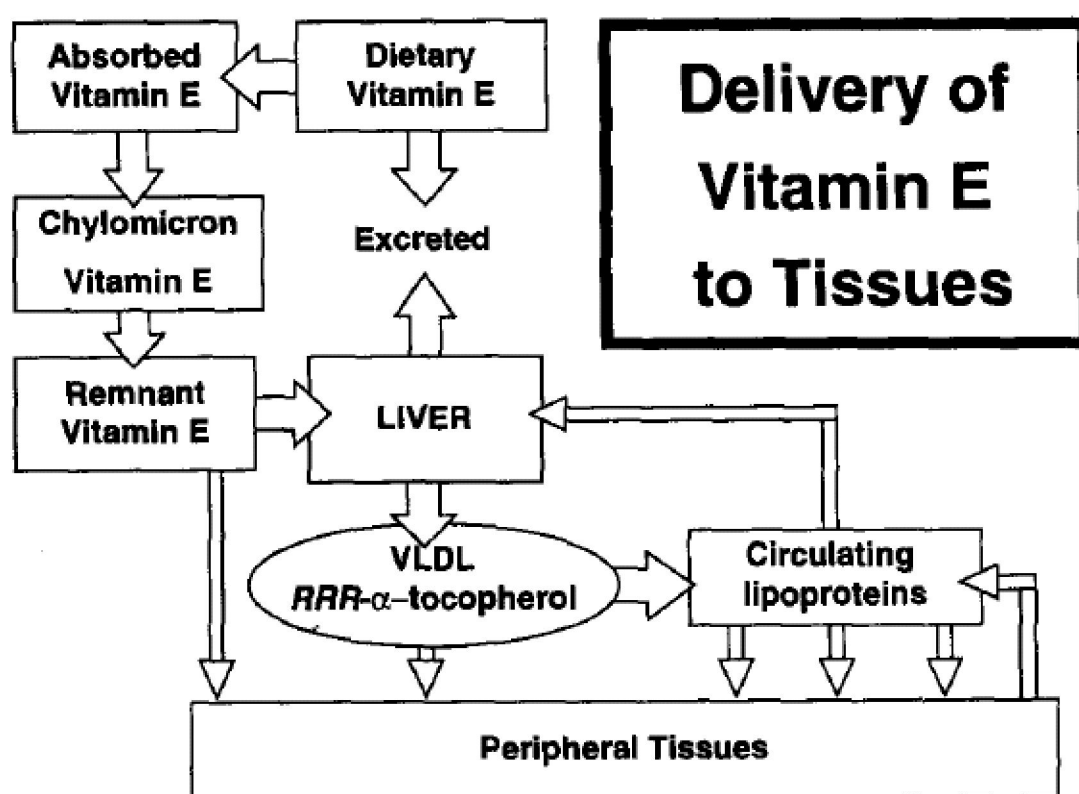 Absorbed
Vitamin E
Dietary
Vitamin E
Delivery of
Vitamin E
to Tissues
Chylomicron
Vitamin E
Excreted
Remnant
Vitamin E
LIVER
VLDL
RRR-α–tocopherol
Circulating
lipoproteins
Peripheral Tissues